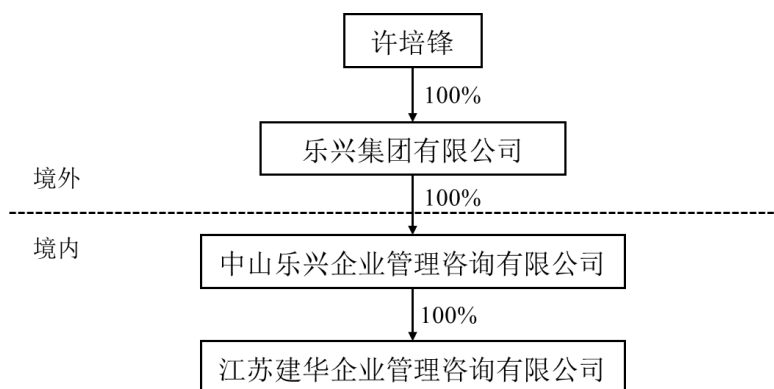 许培锋
100%
乐兴集团有限公司
境外
100%
境内
中山乐兴企业管理咨询有限公司
100%
江苏建华企业管理咨询有限公司